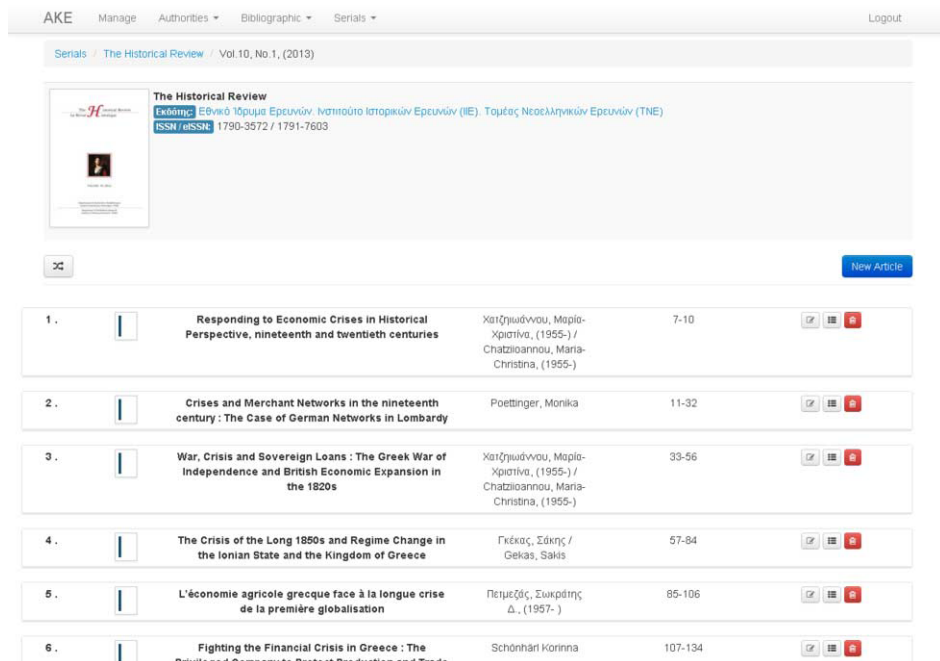 AKE Manage Authorities Bibliographic Serials Logout
Serials / The Historical Review / Vol.10, No.1, (2013)
The Historical Review
Εκδότης: Εθνικό Ίδρυμα Ερευνών. Ινστιτούτο Ιστορικών Ερευνών (ΙΙΕ). Τομέας Νεοελληνικών Ερευνών (ΤΝΕ)
ISSN / eISSN: 1790-3572 / 1791-7603
New Article
1 . Responding to Economic Crises in Historical Χατζηιωάννου, Μαρία- 7-10
Perspective, nineteenth and twentieth centuries Χριστίνα, (1955-) /
Chatziioannou, Maria-
Christina, (1955-)
2 . Crises and Merchant Networks in the nineteenth Poettinger, Monika 11-32
century : The Case of German Networks in Lombardy
3 . War, Crisis and Sovereign Loans : The Greek War of Χατζηιωάννου, Μαρία- 33-56
Independence and British Economic Expansion in Χριστίνα, (1955-) /
the 1820s Chatziioannou, Maria-
Christina, (1955-)
4 . The Crisis of the Long 1850s and Regime Change in Γκέκας, Σάκης / 57-84
the Ionian State and the Kingdom of Greece Gekas, Sakis
5 . L'économie agricole grecque face à la longue crise Πετμεζάς, Σωκράτης 85-106
de la première globalisation Δ., (1957- )
6 . Fighting the Financial Crisis in Greece : The Schönhärl Korinna 107-134
Privileged Company to Protect Production and Trade